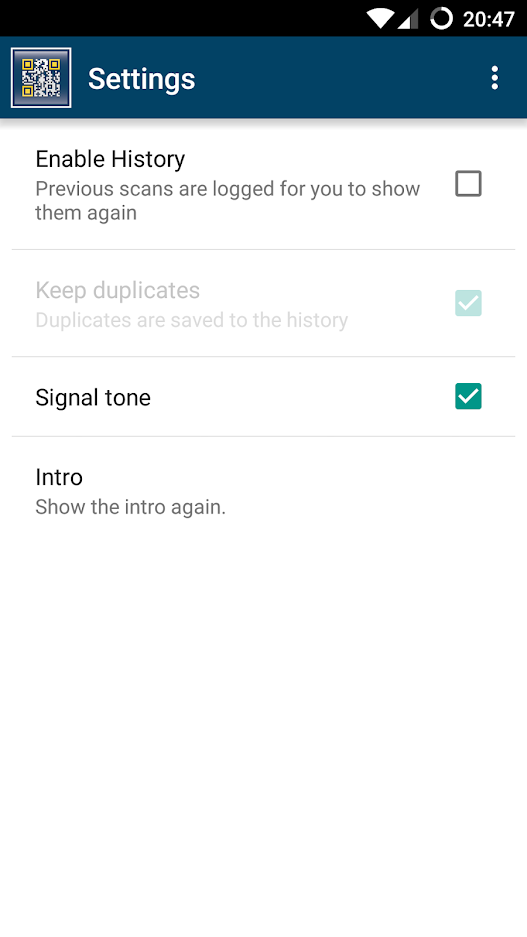 20:47
Settings
Enable History
Previous scans are logged for you to show
them again
Keep duplicates
Duplicates are saved to the history
Signal tone
Intro
Show the intro again.